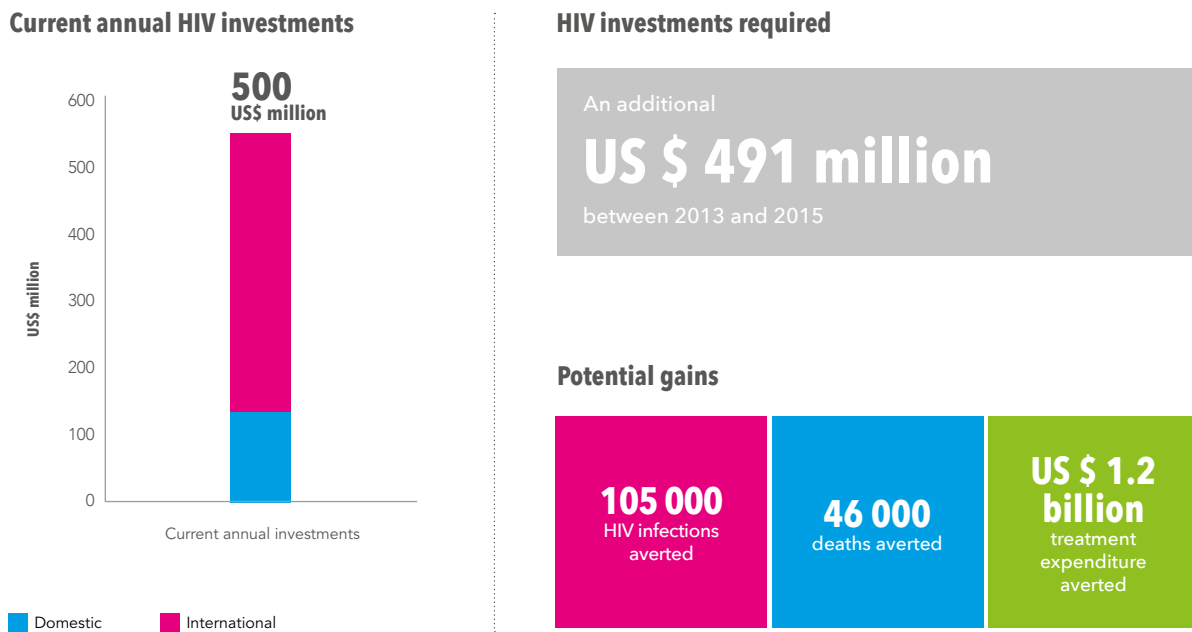 Current annual HIV investments
500
US$ million
600
500
400
300
200
100
0
US$ million
Current annual investments
Domestic
International
HIV investments required
An additional
US $ 491 million
between 2013 and 2015
Potential gains
105 000
HIV infections
averted
46 000
deaths averted
US $ 1.2
billion
treatment
expenditure
averted